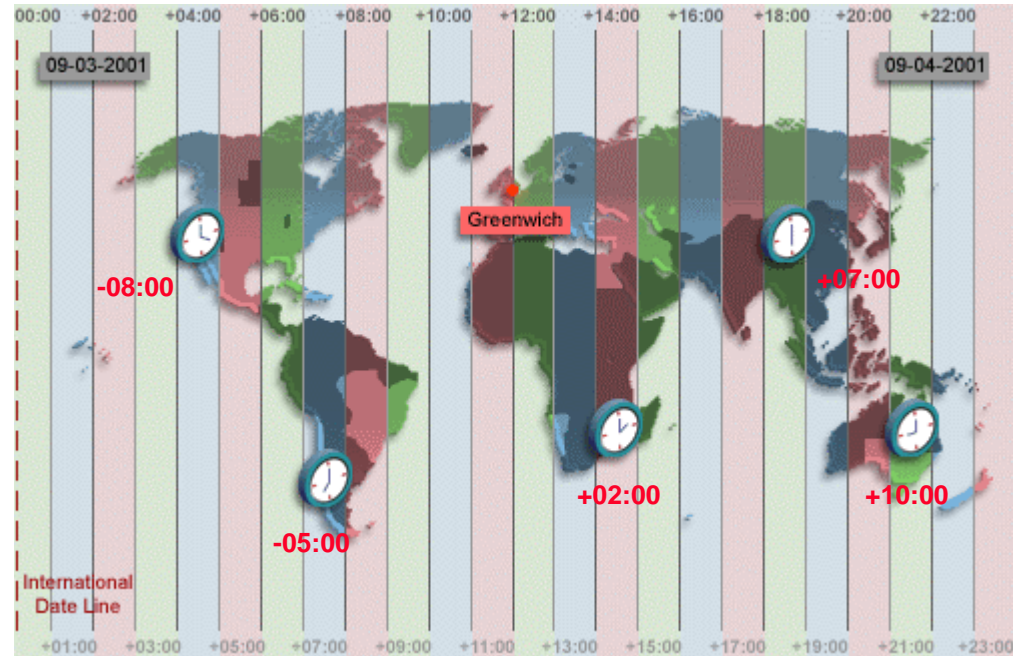 00:00 +02:00 +04:00 +06:00 +08:00 +10:00 +12:00 +14:00 +16:00 +18:00 +20:00 +22:00
09-03-2001 09-04-2001
Greenwich
-08:00 +07:00
+02:00 +10:00
-05:00
International
Date Line
+01:00 +03:00 +05:00 +07:00 +09:00 +11:00 +13:00 +15:00 +17:00 +19:00 +21:00 +23:00